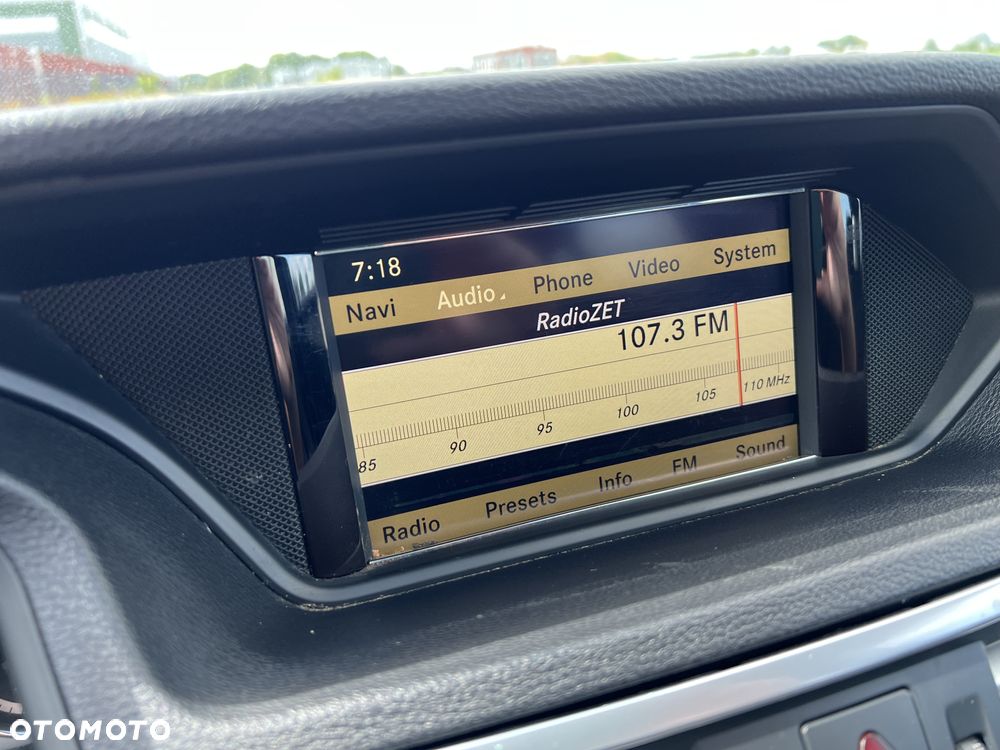 7:18
Navi Audio Phone Video System
RadioZET
107.3 FM
85 90 95 100 105 110 MHz
Radio Presets Info FM Sound
OTOMOTO